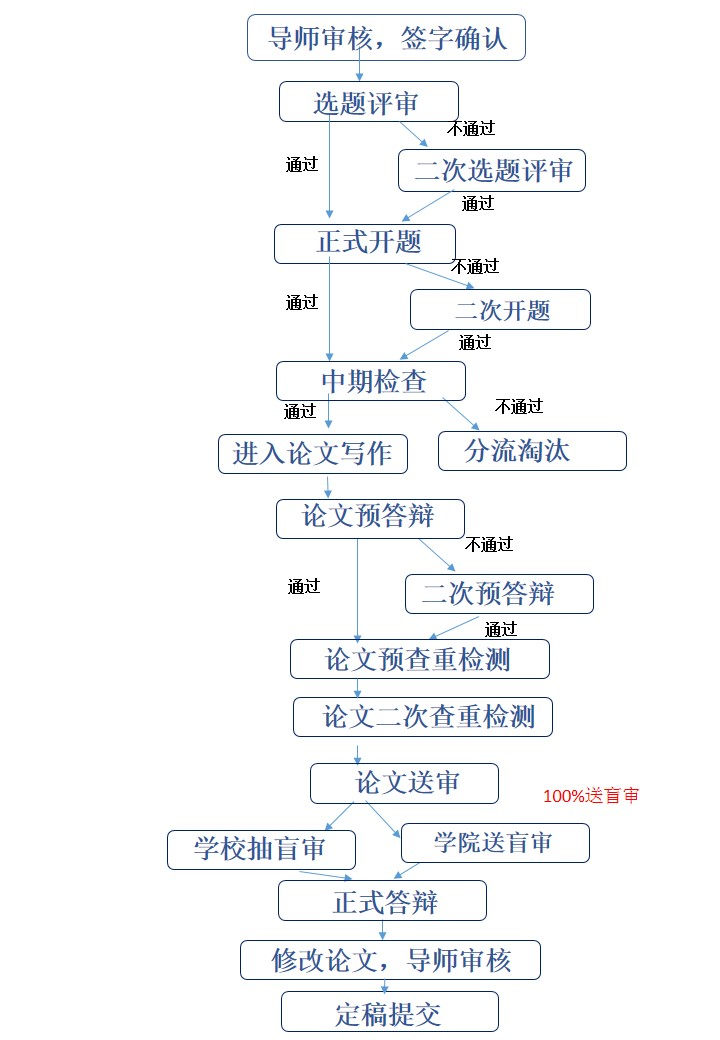 导师审核，签字确认
选题评审
不通过
通过
二次选题评审
通过
正式开题
不通过
通过
二次开题
通过
中期检查
通过
不通过
进入论文写作
分流淘汰
论文预答辩
不通过
通过
二次预答辩
通过
论文预查重检测
论文二次查重检测
论文送审
100%送盲审
学校抽盲审
学院送盲审
正式答辩
修改论文，导师审核
定稿提交